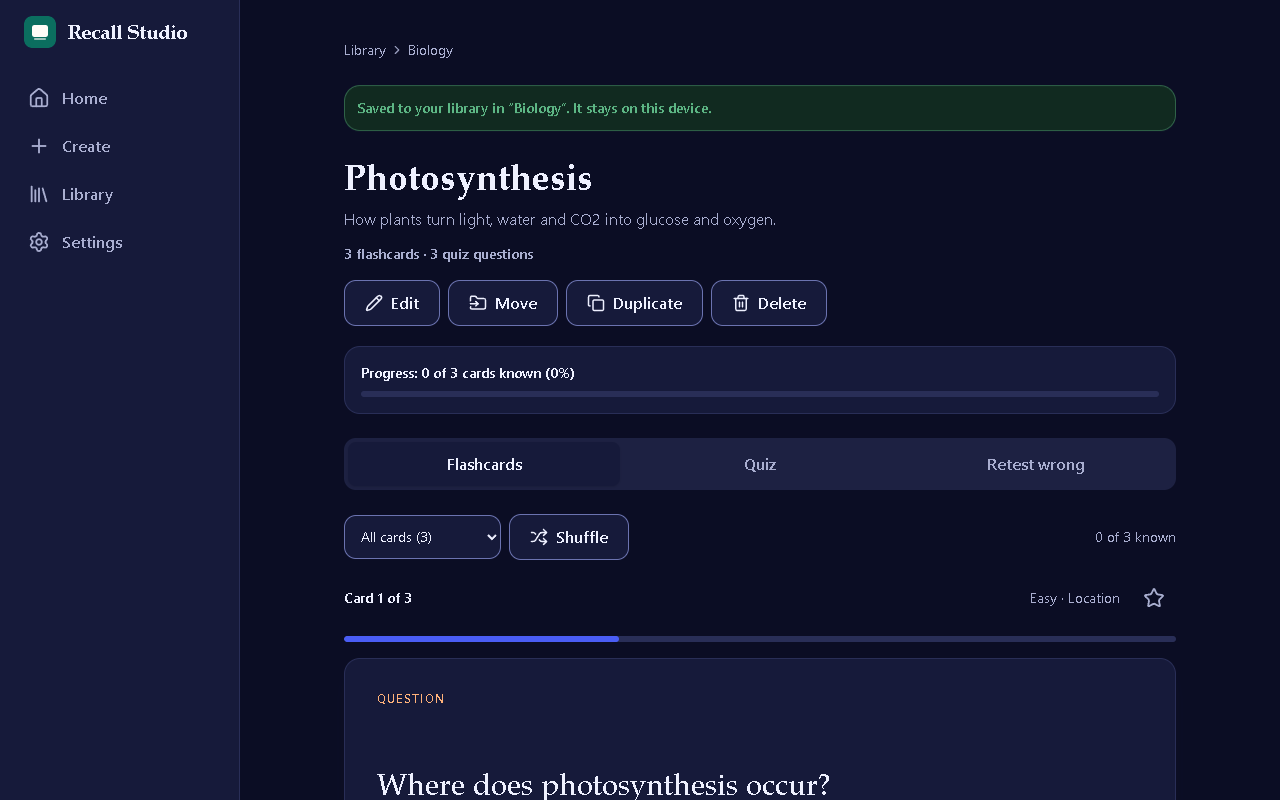 Recall Studio
Home
Create
Library
Settings
Library > Biology
Saved to your library in "Biology". It stays on this device.
Photosynthesis
How plants turn light, water and CO2 into glucose and oxygen.
3 flashcards · 3 quiz questions
Edit Move Duplicate Delete
Progress: 0 of 3 cards known (0%)
Flashcards Quiz Retest wrong
All cards (3) Shuffle 0 of 3 known
Card 1 of 3 Easy · Location
QUESTION
Where does photosynthesis occur?